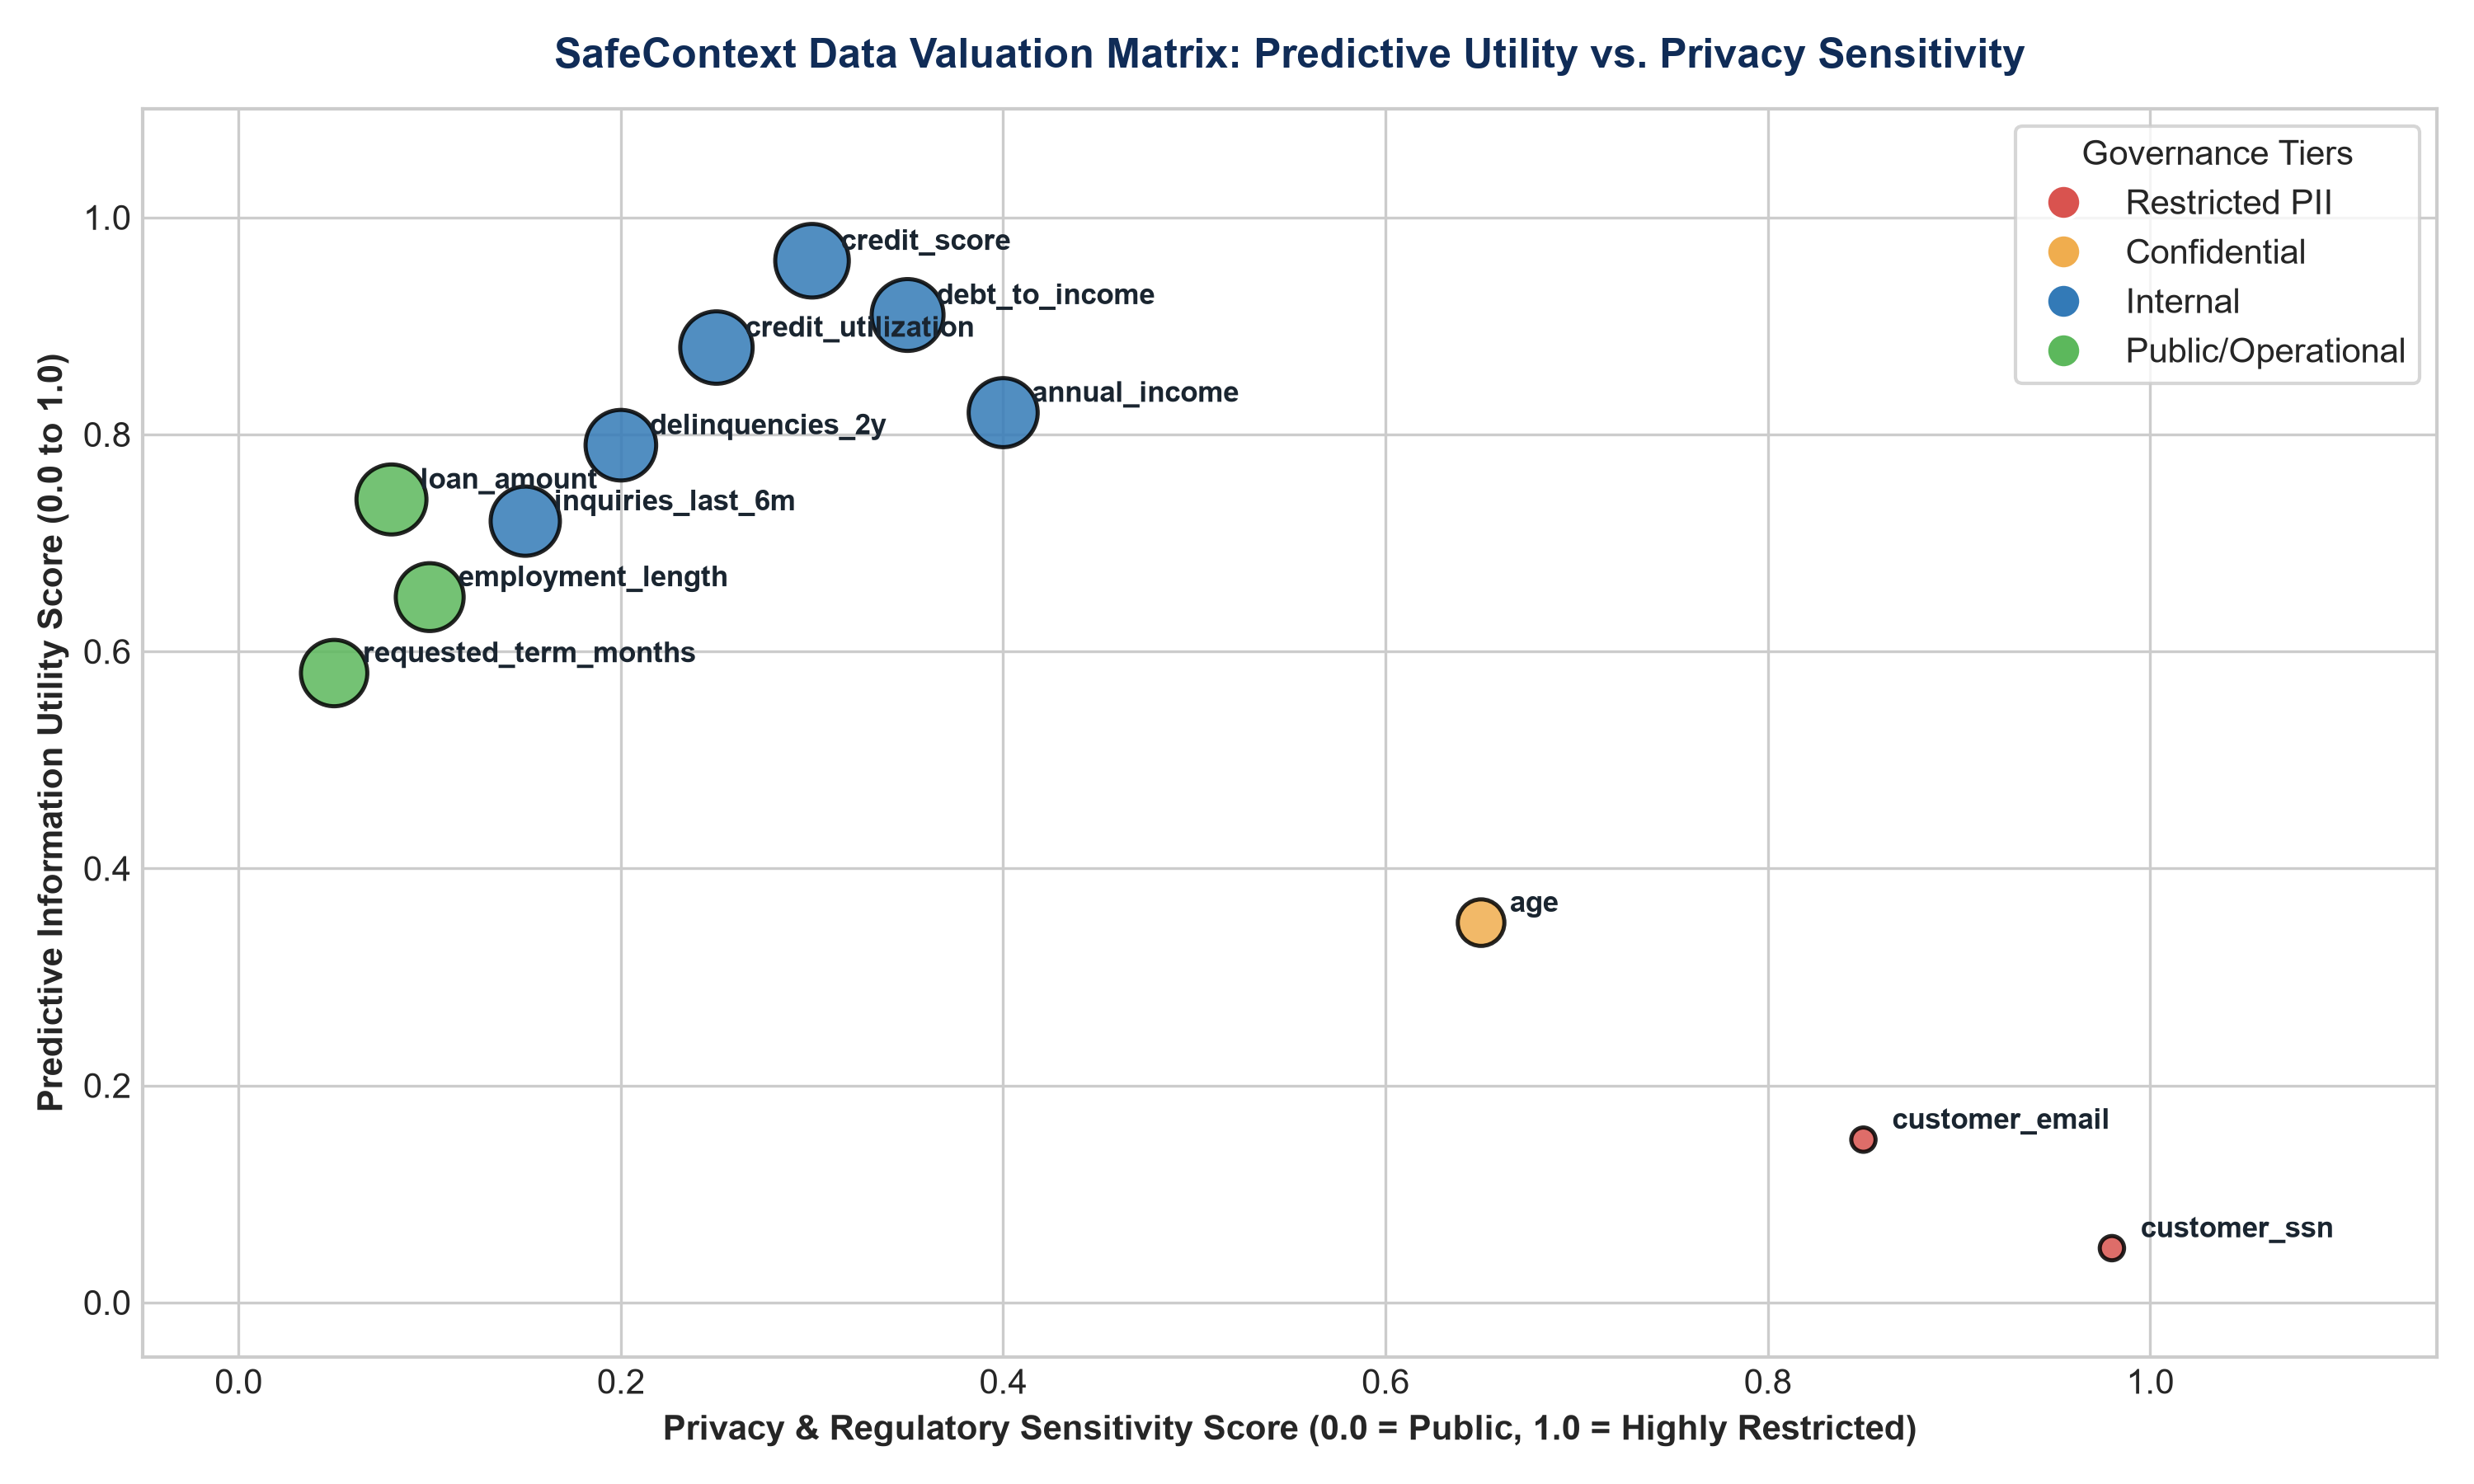 SafeContext Data Valuation Matrix: Predictive Utility vs. Privacy Sensitivity
Governance Tiers
Restricted PII
Confidential
Internal
Public/Operational
credit_score
debt_to_income
credit_utilization
annual_income
delinquencies_2y
loan_amount
inquiries_last_6m
employment_length
requested_term_months
age
customer_email
customer_ssn
Predictive Information Utility Score (0.0 to 1.0)
1.0
0.8
0.6
0.4
0.2
0.0
0.0 0.2 0.4 0.6 0.8 1.0
Privacy & Regulatory Sensitivity Score (0.0 = Public, 1.0 = Highly Restricted)